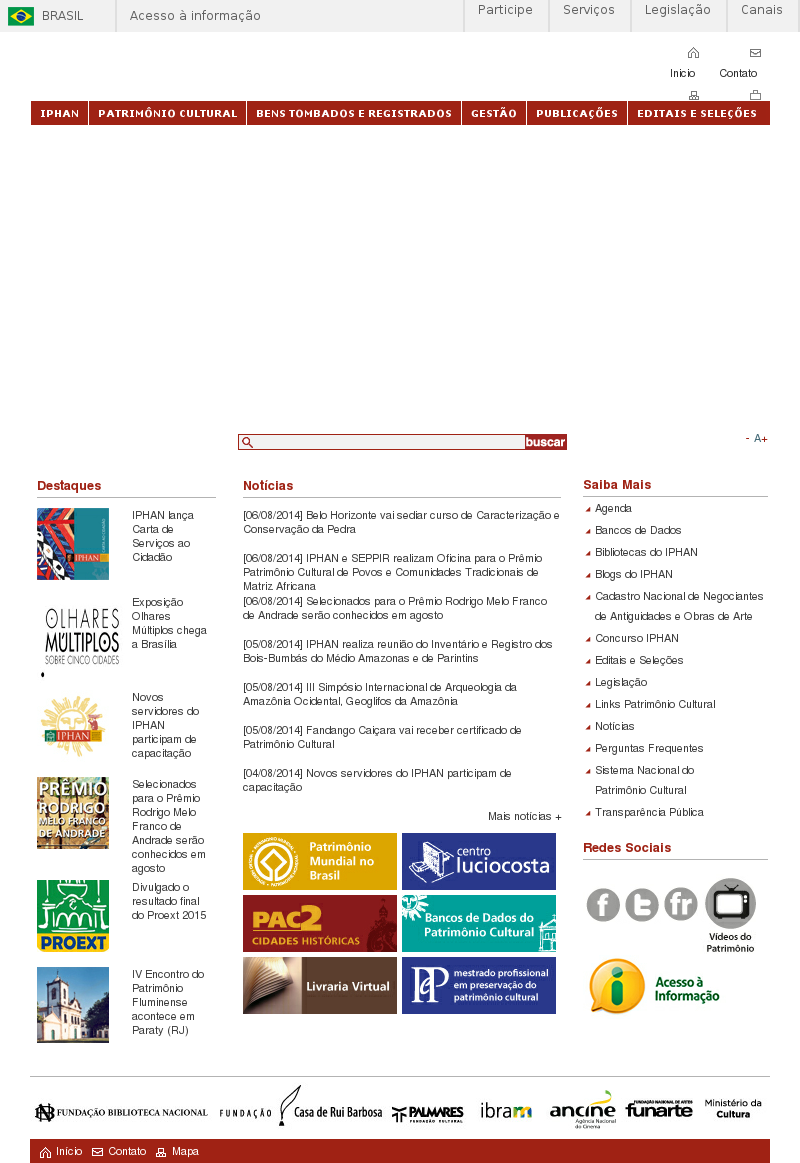 BRASIL
Acesso à informação
Participe
Serviços
Legislação
Canais
Inicio
Contato
IPHAN
PATRIMÔNIO CULTURAL
BENS TOMBADOS E REGISTRADOS
GESTÃO
PUBLICAÇÕES
EDITAIS E SELEÇÕES
buscar
- A+
Destaques
IPHAN
IPHAN lança
Carta de
Serviços ao
Cidadão
OLHARES
MÚLTIPLOS
SOBRE CINCO CIDADES
Exposição
Olhares
Múltiplos chega
a Brasília
IPHAN
Novos
servidores do
IPHAN
participam de
capacitação
PRÊMIO
RODRIGO
MELO FRANCO
DE ANDRADE
Selecionados
para o Prêmio
Rodrigo Melo
Franco de
Andrade serão
conhecidos em
agosto
PROEXT
Divulgado o
resultado final
do Proext 2015
IV Encontro do
Patrimônio
Fluminense
acontece em
Paraty (RJ)
Notícias
[06/08/2014] Belo Horizonte vai sediar curso de Caracterização e
Conservação da Pedra
[06/08/2014] IPHAN e SEPPIR realizam Oficina para o Prêmio
Patrimônio Cultural de Povos e Comunidades Tradicionais de
Matriz Africana
[06/08/2014] Selecionados para o Prêmio Rodrigo Melo Franco
de Andrade serão conhecidos em agosto
[05/08/2014] IPHAN realiza reunião do Inventário e Registro dos
Bois-Bumbás do Médio Amazonas e de Parintins
[05/08/2014] III Simpósio Internacional de Arqueologia da
Amazônia Ocidental, Geoglifos da Amazônia
[05/08/2014] Fandango Caiçara vai receber certificado de
Patrimônio Cultural
[04/08/2014] Novos servidores do IPHAN participam de
capacitação
Mais notícias +
Patrimônio
Mundial no
Brasil
centro
luciocosta
PAC2
CIDADES HISTÓRICAS
Bancos de Dados do
Patrimônio Cultural
Livraria Virtual
PEP
mestrado profissional
em preservação do
patrimônio cultural
Saiba Mais
Agenda
Bancos de Dados
Bibliotecas do IPHAN
Blogs do IPHAN
Cadastro Nacional de Negociantes
de Antiguidades e Obras de Arte
Concurso IPHAN
Editais e Seleções
Legislação
Links Patrimônio Cultural
Notícias
Perguntas Frequentes
Sistema Nacional do
Patrimônio Cultural
Transparência Pública
Redes Sociais
f
t
fr
Vídeos do
Patrimônio
i
Acesso à
Informação
FUNDAÇÃO BIBLIOTECA NACIONAL
FUNDAÇÃO
Casa de Rui Barbosa
PALMARES
FUNDAÇÃO CULTURAL
ibram
ancine
Agência Nacional
do Cinema
FUNDAÇÃO NACIONAL DE ARTES
funarte
Ministério da
Cultura
Início
Contato
Mapa